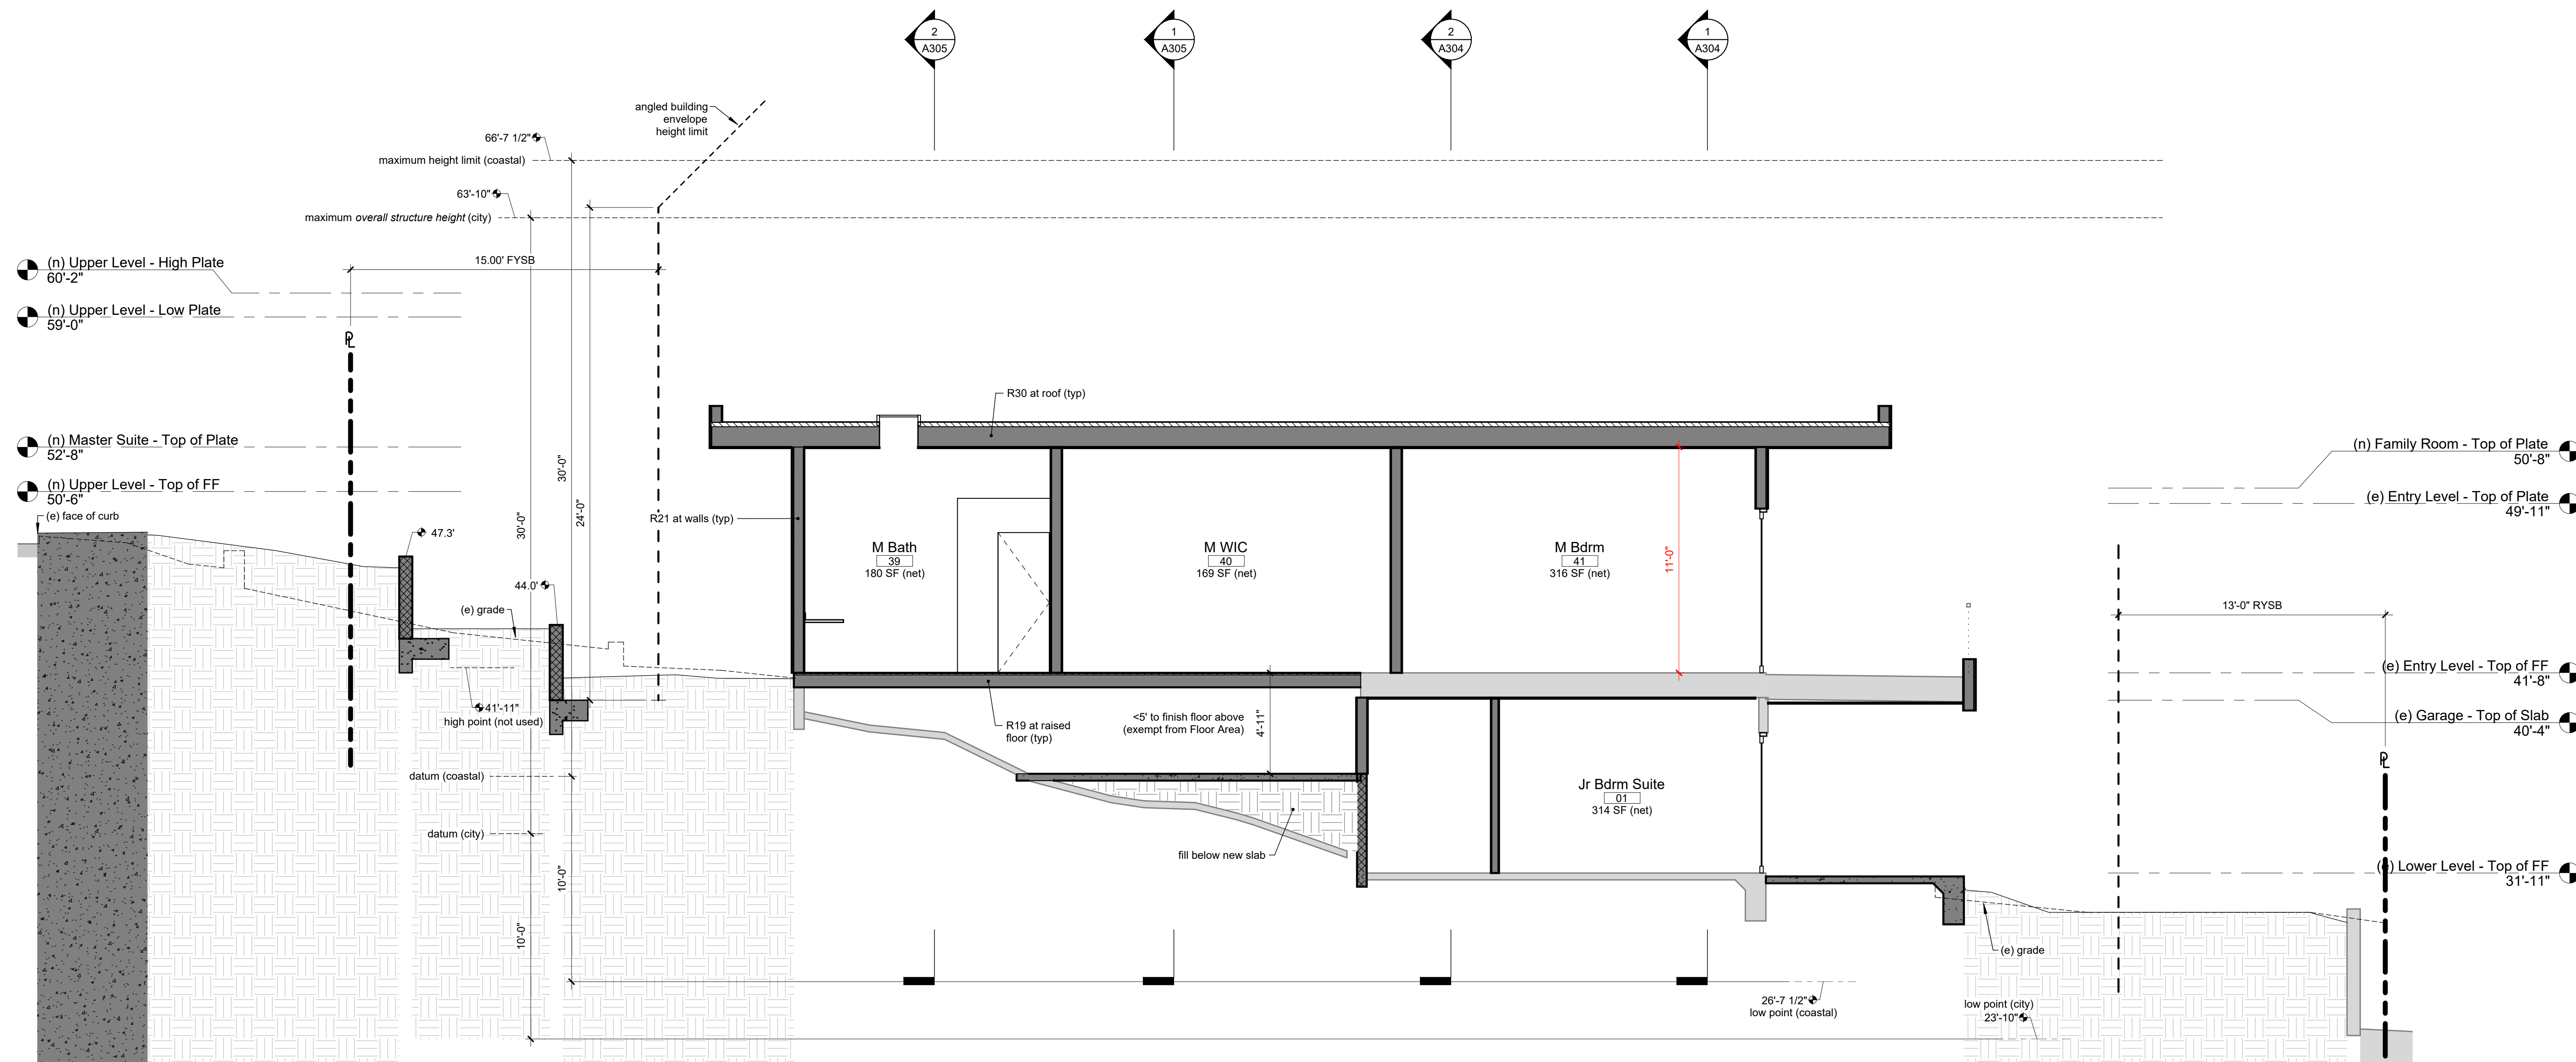 2
A305
1
A305
2
A304
1
A304
angled building
envelope
height limit
66'-7 1/2"
maximum height limit (coastal)
63'-10"
maximum overall structure height (city)
(n) Upper Level - High Plate
60'-2"
15.00' FYSB
(n) Upper Level - Low Plate
59'-0"
PL
R30 at roof (typ)
(n) Master Suite - Top of Plate
52'-8"
(n) Upper Level - Top of FF
50'-6"
(e) face of curb
30'-0"
30'-0"
24'-0"
47.3'
44.0'
(e) grade
R21 at walls (typ)
M Bath
39
180 SF (net)
M WIC
40
169 SF (net)
M Bdrm
41
316 SF (net)
11'-0"
(n) Family Room - Top of Plate
50'-8"
(e) Entry Level - Top of Plate
49'-11"
13'-0" RYSB
(e) Entry Level - Top of FF
41'-8"
(e) Garage - Top of Slab
40'-4"
PL
41'-11"
high point (not used)
R19 at raised
floor (typ)
<5' to finish floor above
(exempt from Floor Area)
4'-11"
datum (coastal)
datum (city)
Jr Bdrm Suite
01
314 SF (net)
fill below new slab
10'-0"
10'-0"
(e) Lower Level - Top of FF
31'-11"
(e) grade
26'-7 1/2"
low point (coastal)
low point (city)
23'-10"